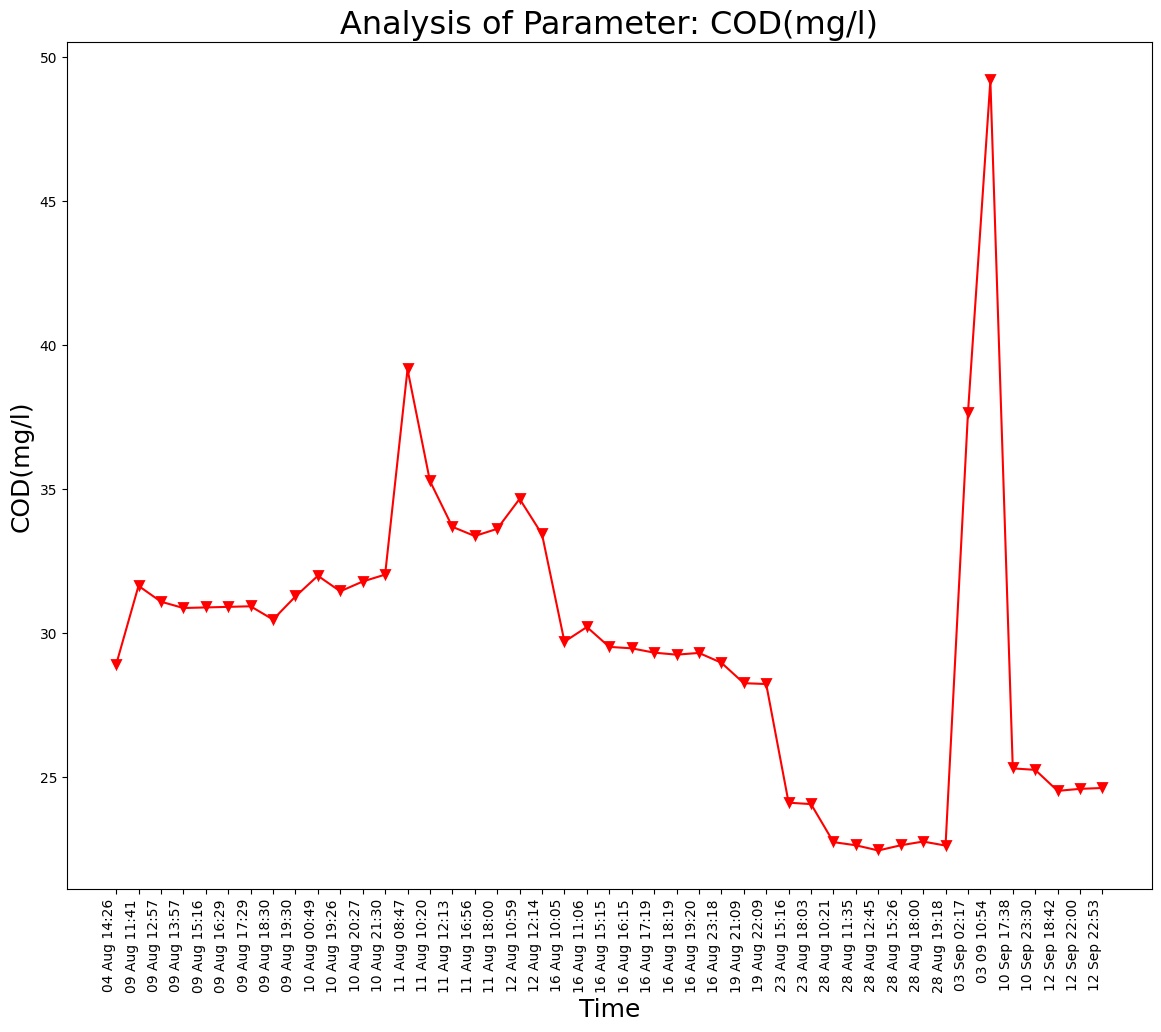 Analysis of Parameter: COD(mg/l)
50
45
40
35
30
25
COD(mg/l)
04 Aug 14:26
09 Aug 11:41
09 Aug 12:57
09 Aug 13:57
09 Aug 15:16
09 Aug 16:29
09 Aug 17:29
09 Aug 18:30
09 Aug 19:30
10 Aug 00:49
10 Aug 19:26
10 Aug 20:27
10 Aug 21:30
11 Aug 08:47
11 Aug 10:20
11 Aug 12:13
11 Aug 16:56
11 Aug 18:00
12 Aug 10:59
12 Aug 12:14
16 Aug 10:05
16 Aug 11:06
16 Aug 15:15
16 Aug 16:15
16 Aug 17:19
16 Aug 18:19
16 Aug 19:20
16 Aug 23:18
19 Aug 21:09
19 Aug 22:09
23 Aug 15:16
23 Aug 18:03
28 Aug 10:21
28 Aug 11:35
28 Aug 12:45
28 Aug 15:26
28 Aug 18:00
28 Aug 19:18
03 Sep 02:17
03 09 10:54
10 Sep 17:38
10 Sep 23:30
12 Sep 18:42
12 Sep 22:00
12 Sep 22:53
Time